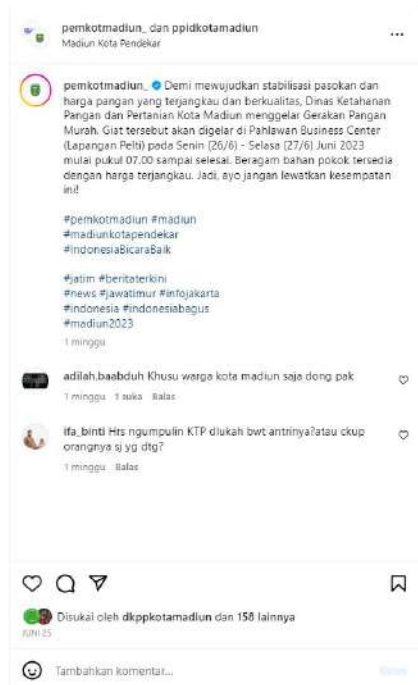 pemkotmadiun_ dan ppidkotamadiun
Madiun Kota Pendekar
pemkotmadiun_ Demi mewujudkan stabilisasi pasokan dan
harga pangan yang terjangkau dan berkualitas, Dinas Ketahanan
Pangan dan Pertanian Kota Madiun menggelar Gerakan Pangan
Murah. Giat tersebut akan digelar di Pahlawan Business Center
(Lapangan Pelti) pada Senin (26/6) - Selasa (27/6) Juni 2023
mulai pukul 07.00 sampai selesai. Beragam bahan pokok tersedia
dengan harga terjangkau. Jadi, ayo jangan lewatkan kesempatan
ini!
#pemkotmadiun #madiun
#madiunkotapendekar
#indonesiaBicaraBaik
#jatim #beritaterkini
#news #jawatimur #infojakarta
#indonesia #indonesiabagus
#madiun2023
1 minggu
adilah.baabduh Khusu warga kota madiun saja dong pak
1 minggu 1 suka Balas
ifa_binti Hrs ngumpulin KTP dlukah bwt antrinya?atau ckup
orangnya sj yg dtg?
1 minggu Balas
Disukai oleh dkppkotamadiun dan 158 lainnya
JUNI 25
Tambahkan komentar... Kirim